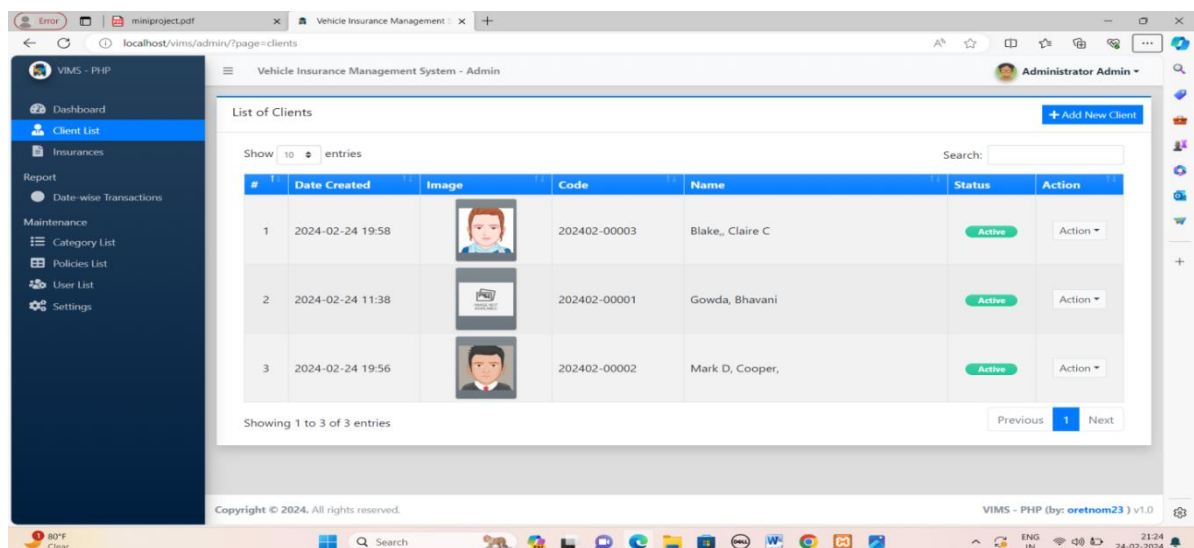 Error miniproject.pdf Vehicle Insurance Management
localhost/vims/admin/?page=clients
VIMS - PHP
Vehicle Insurance Management System - Admin
Administrator Admin
Dashboard
Client List
Insurances
Report
Date-wise Transactions
Maintenance
Category List
Policies List
User List
Settings
List of Clients
Add New Client
Show 10 entries
Search:
# Date Created Image Code Name Status Action
1 2024-02-24 19:58 202402-00003 Blake,, Claire C Active Action
2 2024-02-24 11:38 IMAGE NOT AVAILABLE 202402-00001 Gowda, Bhavani Active Action
3 2024-02-24 19:56 202402-00002 Mark D, Cooper, Active Action
Showing 1 to 3 of 3 entries
Previous 1 Next
Copyright © 2024. All rights reserved.
VIMS - PHP (by: oretnom23 ) v1.0
80°F
Clear
Search
ENG
IN
21:24
24-02-2024